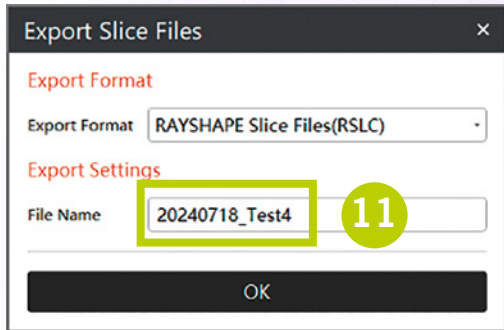 Export Slice Files ×
Export Format
Export Format RAYSHAPE Slice Files(RSLC)
Export Settings
File Name 20240718_Test4 11
OK